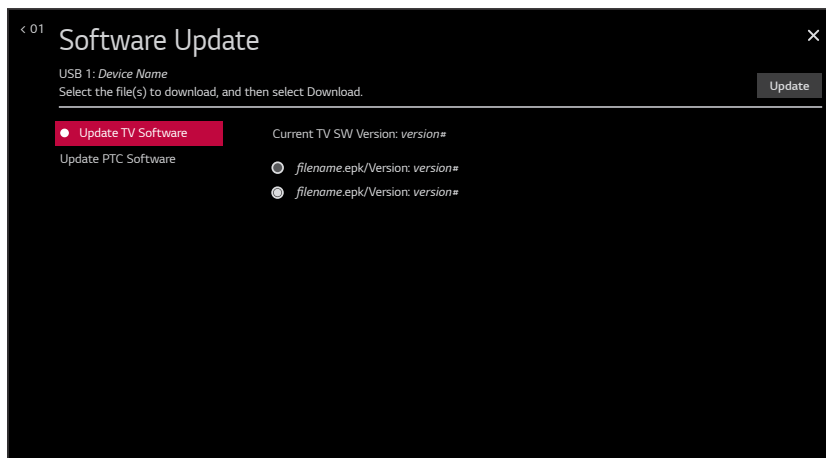 < 01
Software Update
USB 1: Device Name
Select the file(s) to download, and then select Download.
Update
Update TV Software
Current TV SW Version: version#
Update PTC Software
filename.epk/Version: version#
filename.epk/Version: version#